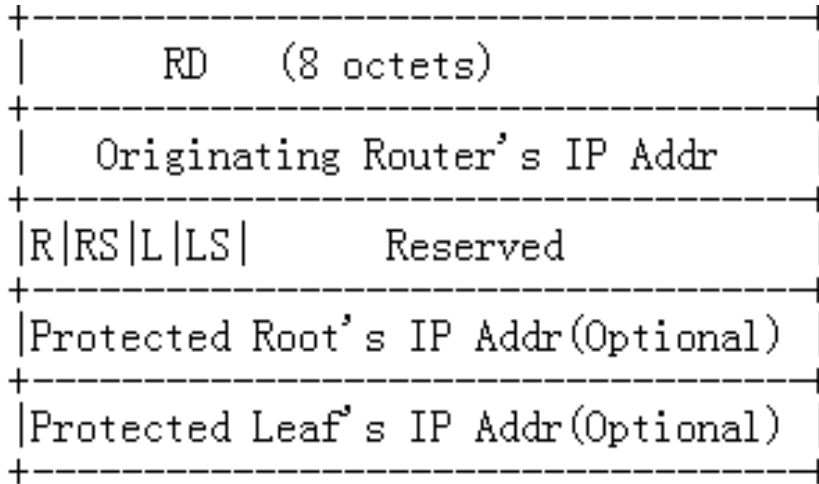 +---------------------------------+
| RD (8 octets) |
+---------------------------------+
| Originating Router's IP Addr |
+---------------------------------+
|R|RS|L|LS| Reserved |
+---------------------------------+
|Protected Root's IP Addr(Optional) |
+---------------------------------+
|Protected Leaf's IP Addr(Optional) |
+---------------------------------+